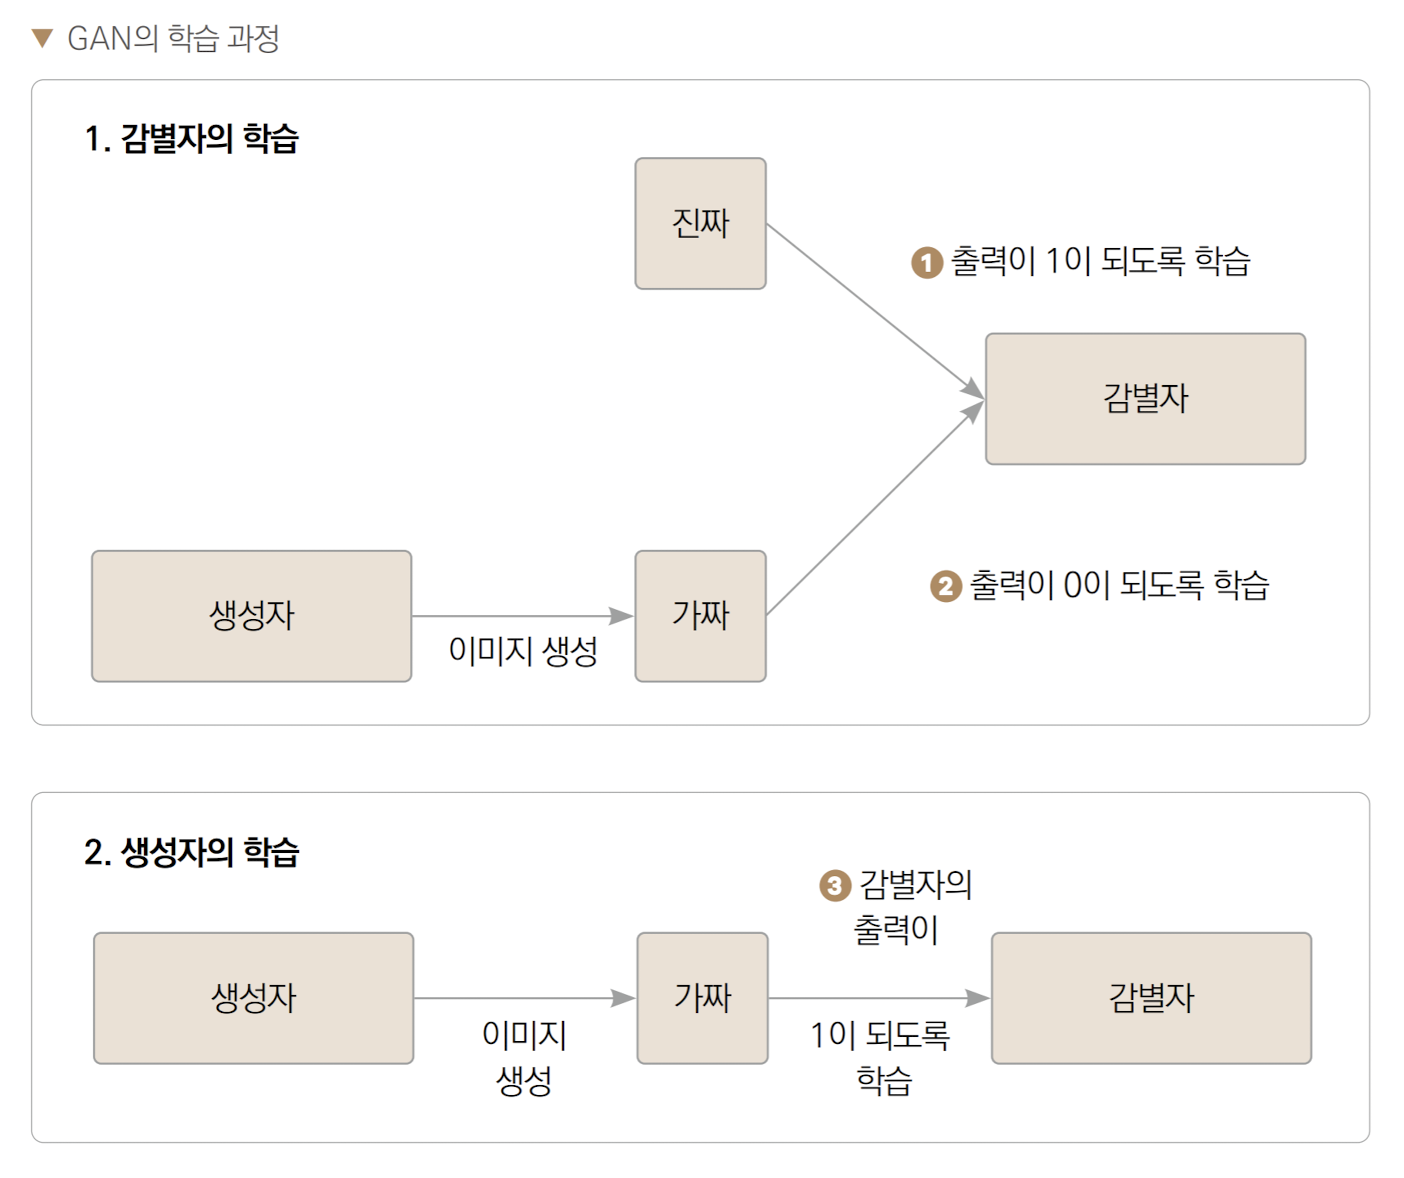 ▼ GAN의 학습 과정
1. 감별자의 학습
진짜
❶ 출력이 1이 되도록 학습
감별자
생성자
이미지 생성
가짜
❷ 출력이 0이 되도록 학습
2. 생성자의 학습
생성자
이미지
생성
가짜
❸ 감별자의
출력이
1이 되도록
학습
감별자